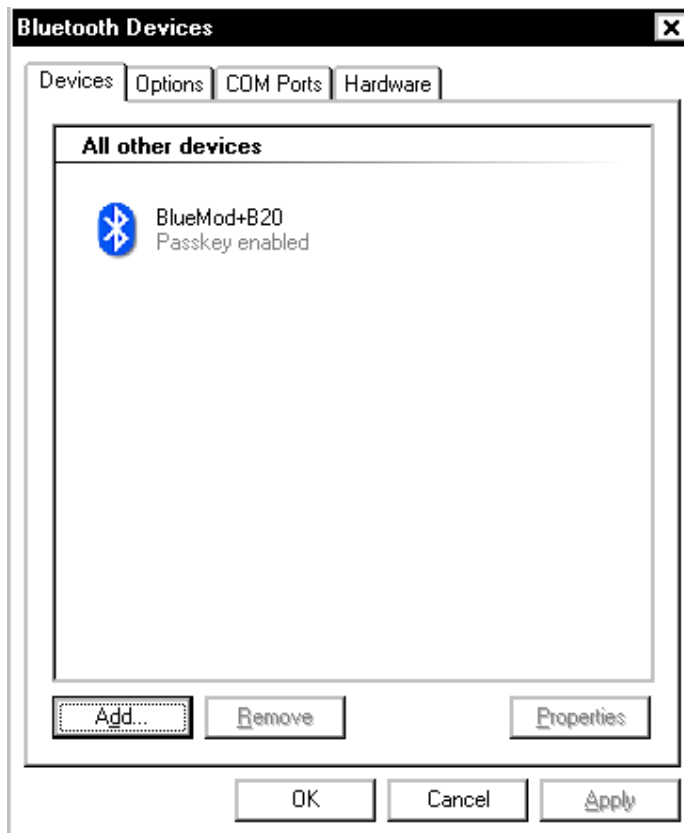 Bluetooth Devices
Devices Options COM Ports Hardware
All other devices
BlueMod+B20
Passkey enabled
Add... Remove Properties
OK Cancel Apply